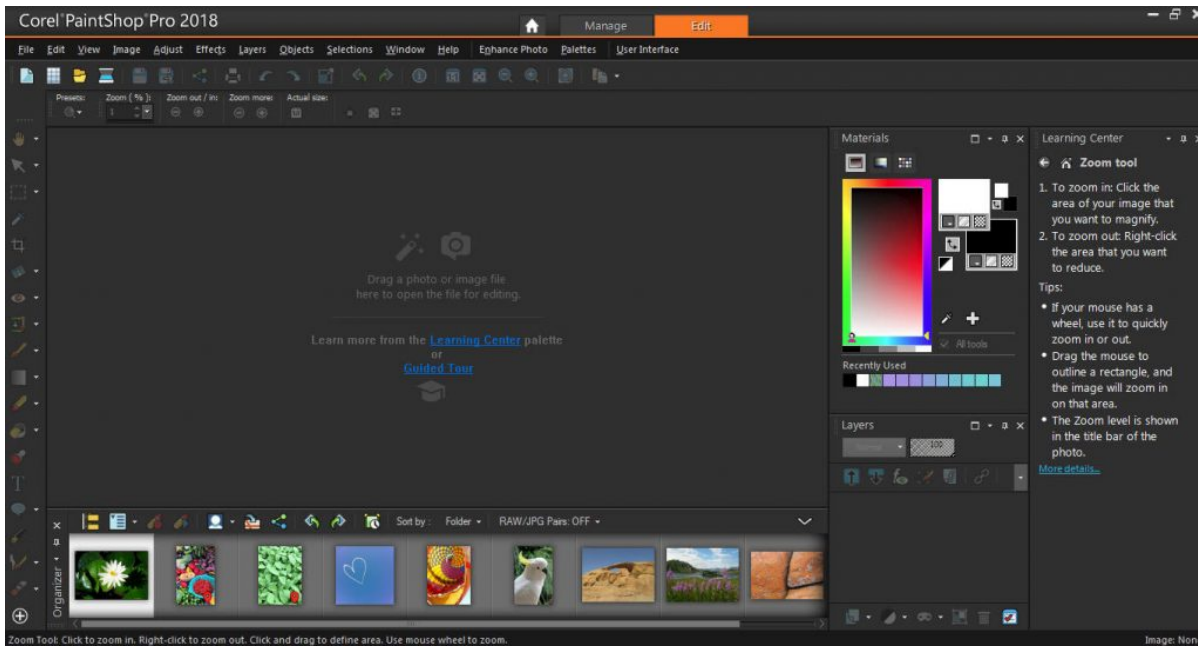 Corel®PaintShop®Pro 2018
Manage
Edit
File Edit View Image Adjust Effects Layers Objects Selections Window Help Enhance Photo Palettes User Interface
Presets: Zoom ( % ): Zoom out / in: Zoom more: Actual size:
1
Drag a photo or image file
here to open the file for editing.
Learn more from the Learning Center palette
or
Guided Tour
Materials
All tools
Recently Used
Layers
Normal
100
Learning Center
Zoom tool
1. To zoom in: Click the
area of your image that
you want to magnify.
2. To zoom out: Right-click
the area that you want
to reduce.
Tips:
• If your mouse has a
wheel, use it to quickly
zoom in or out.
• Drag the mouse to
outline a rectangle, and
the image will zoom in
on that area.
• The Zoom level is shown
in the title bar of the
photo.
More details...
Sort by : Folder RAW/JPG Pairs: OFF
Organizer
Zoom Tool: Click to zoom in. Right-click to zoom out. Click and drag to define area. Use mouse wheel to zoom.
Image: None